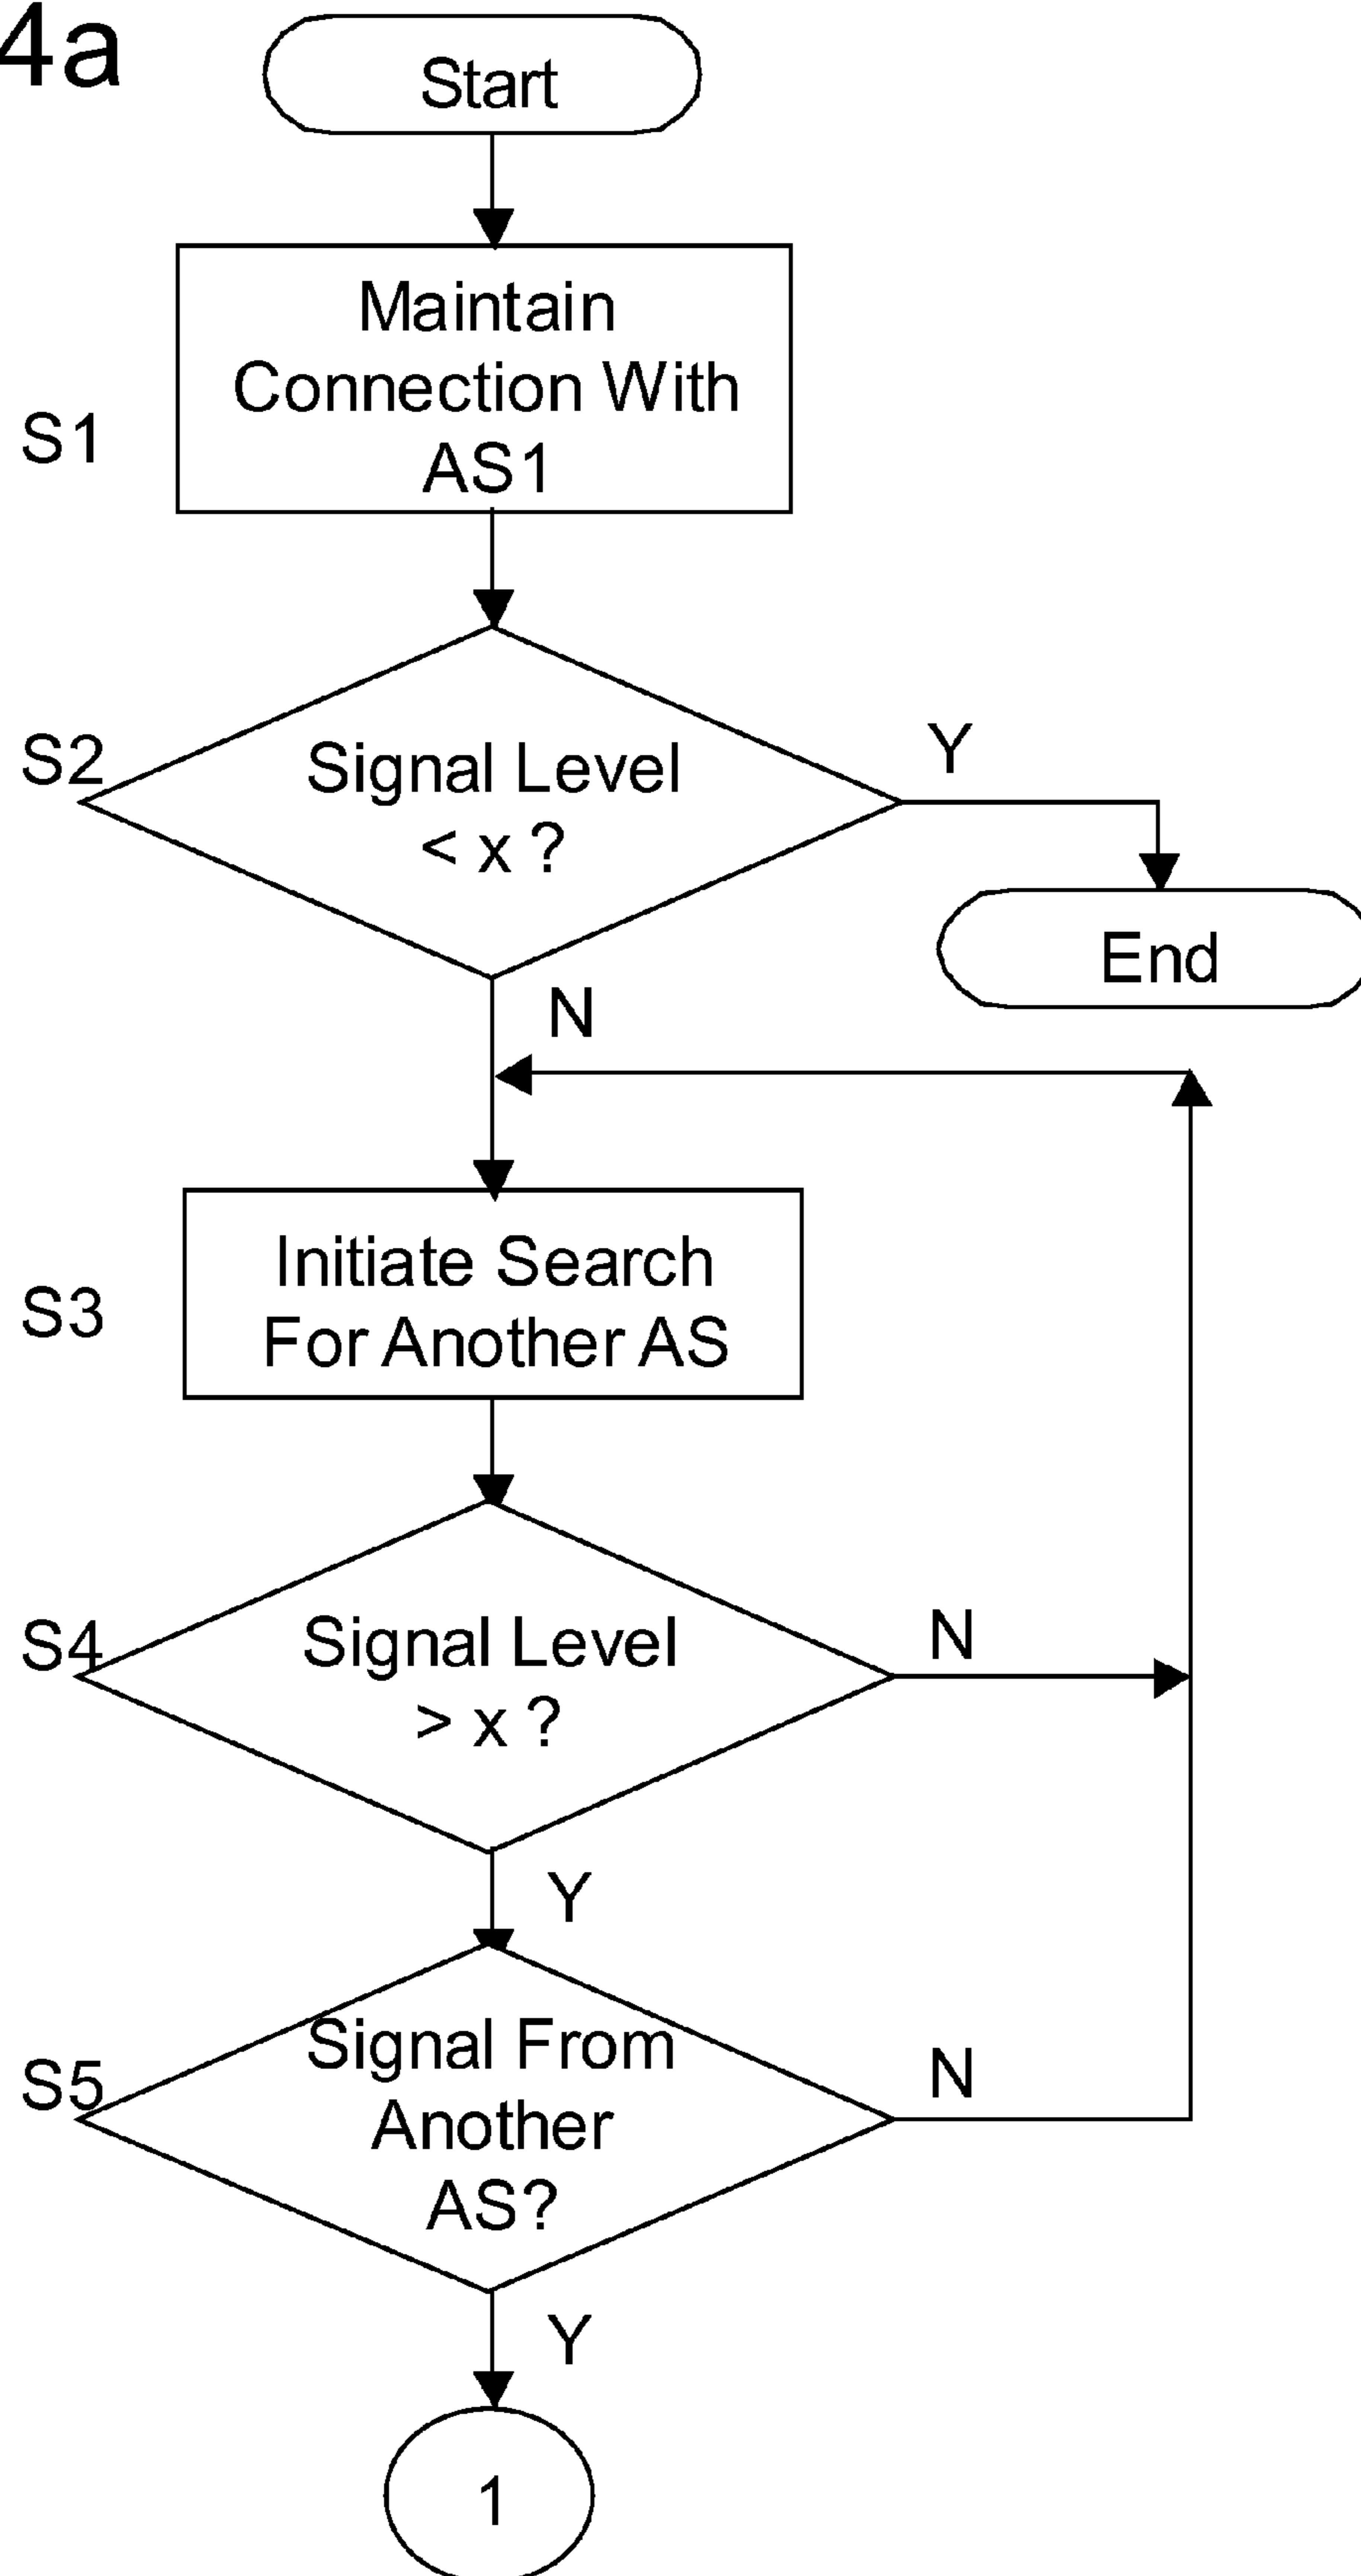 4a
Start
Maintain
Connection With
AS1
S1
S2
Signal Level
< x ?
Y
End
N
Initiate Search
For Another AS
S3
S4
Signal Level
> x ?
N
Y
S5
Signal From
Another
AS?
N
Y
1